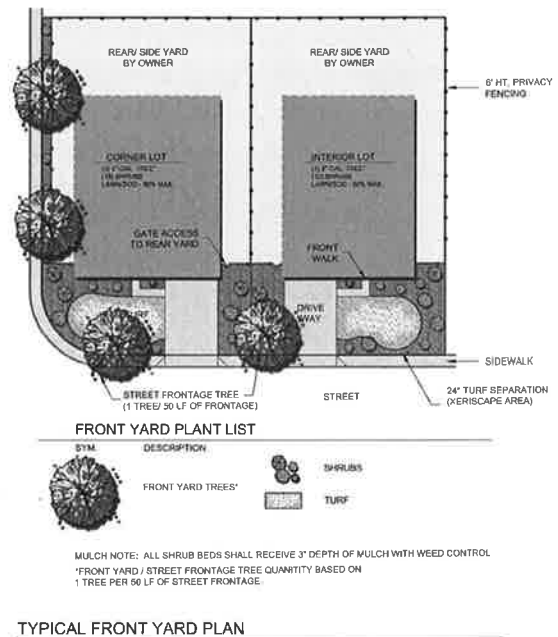 REAR/ SIDE YARD
BY OWNER
REAR/ SIDE YARD
BY OWNER
6' HT. PRIVACY
FENCING
CORNER LOT
INTERIOR LOT
GATE ACCESS
TO REAR YARD
FRONT
WALK
DRIVE
WAY
SIDEWALK
STREET FRONTAGE TREE
(1 TREE/ 50 LF OF FRONTAGE)
STREET
24" TURF SEPARATION
(XERISCAPE AREA)
FRONT YARD PLANT LIST
SYM. DESCRIPTION
FRONT YARD TREES*
SHRUBS
TURF
MULCH NOTE: ALL SHRUB BEDS SHALL RECEIVE 3" DEPTH OF MULCH WITH WEED CONTROL
*FRONT YARD / STREET FRONTAGE TREE QUANITITY BASED ON
1 TREE PER 50 LF OF STREET FRONTAGE.
TYPICAL FRONT YARD PLAN